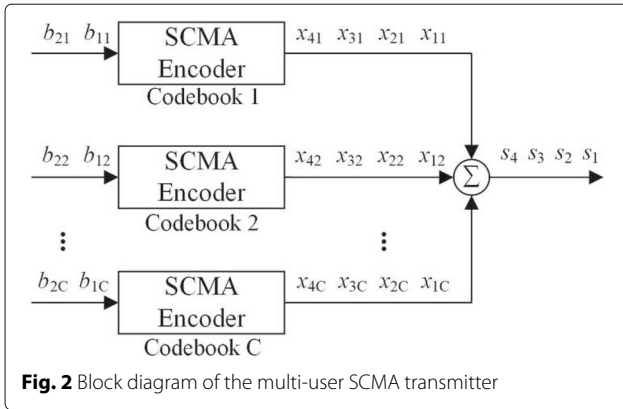 b21 b11
SCMA Encoder
x41 x31 x21 x11
Codebook 1
b22 b12
SCMA Encoder
x42 x32 x22 x12
Σ
s4 s3 s2 s1
Codebook 2
⋮
⋮
b2C b1C
SCMA Encoder
x4C x3C x2C x1C
Codebook C
Fig. 2 Block diagram of the multi-user SCMA transmitter